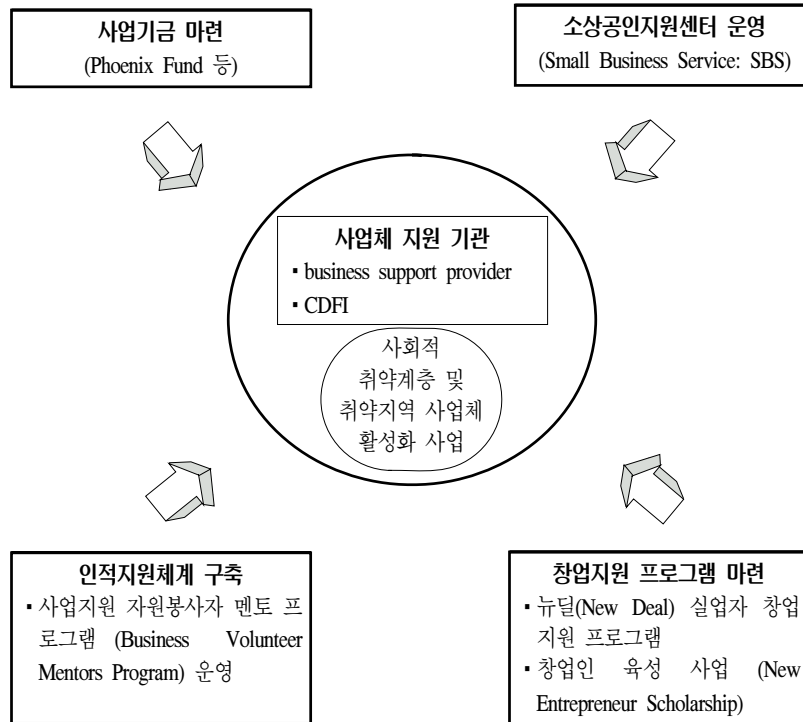 사업기금 마련
(Phoenix Fund 등)
소상공인지원센터 운영
(Small Business Service: SBS)
사업체 지원 기관
▪ business support provider
▪ CDFI
사회적
취약계층 및
취약지역 사업체
활성화 사업
인적지원체계 구축
▪ 사업지원 자원봉사자 멘토 프
로그램 (Business Volunteer
Mentors Program) 운영
창업지원 프로그램 마련
▪ 뉴딜(New Deal) 실업자 창업
지원 프로그램
▪ 창업인 육성 사업 (New
Entrepreneur Scholarship)